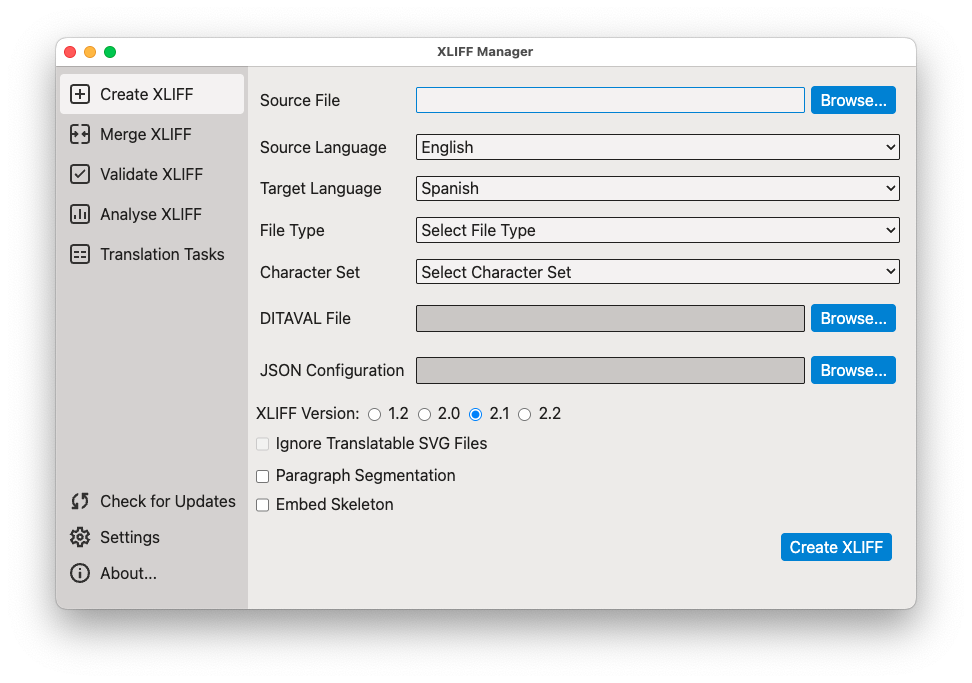 XLIFF Manager
Create XLIFF
Merge XLIFF
Validate XLIFF
Analyse XLIFF
Translation Tasks
Check for Updates
Settings
About...
Source File Browse...
Source Language English
Target Language Spanish
File Type Select File Type
Character Set Select Character Set
DITAVAL File Browse...
JSON Configuration Browse...
XLIFF Version: 1.2 2.0 2.1 2.2
Ignore Translatable SVG Files
Paragraph Segmentation
Embed Skeleton
Create XLIFF